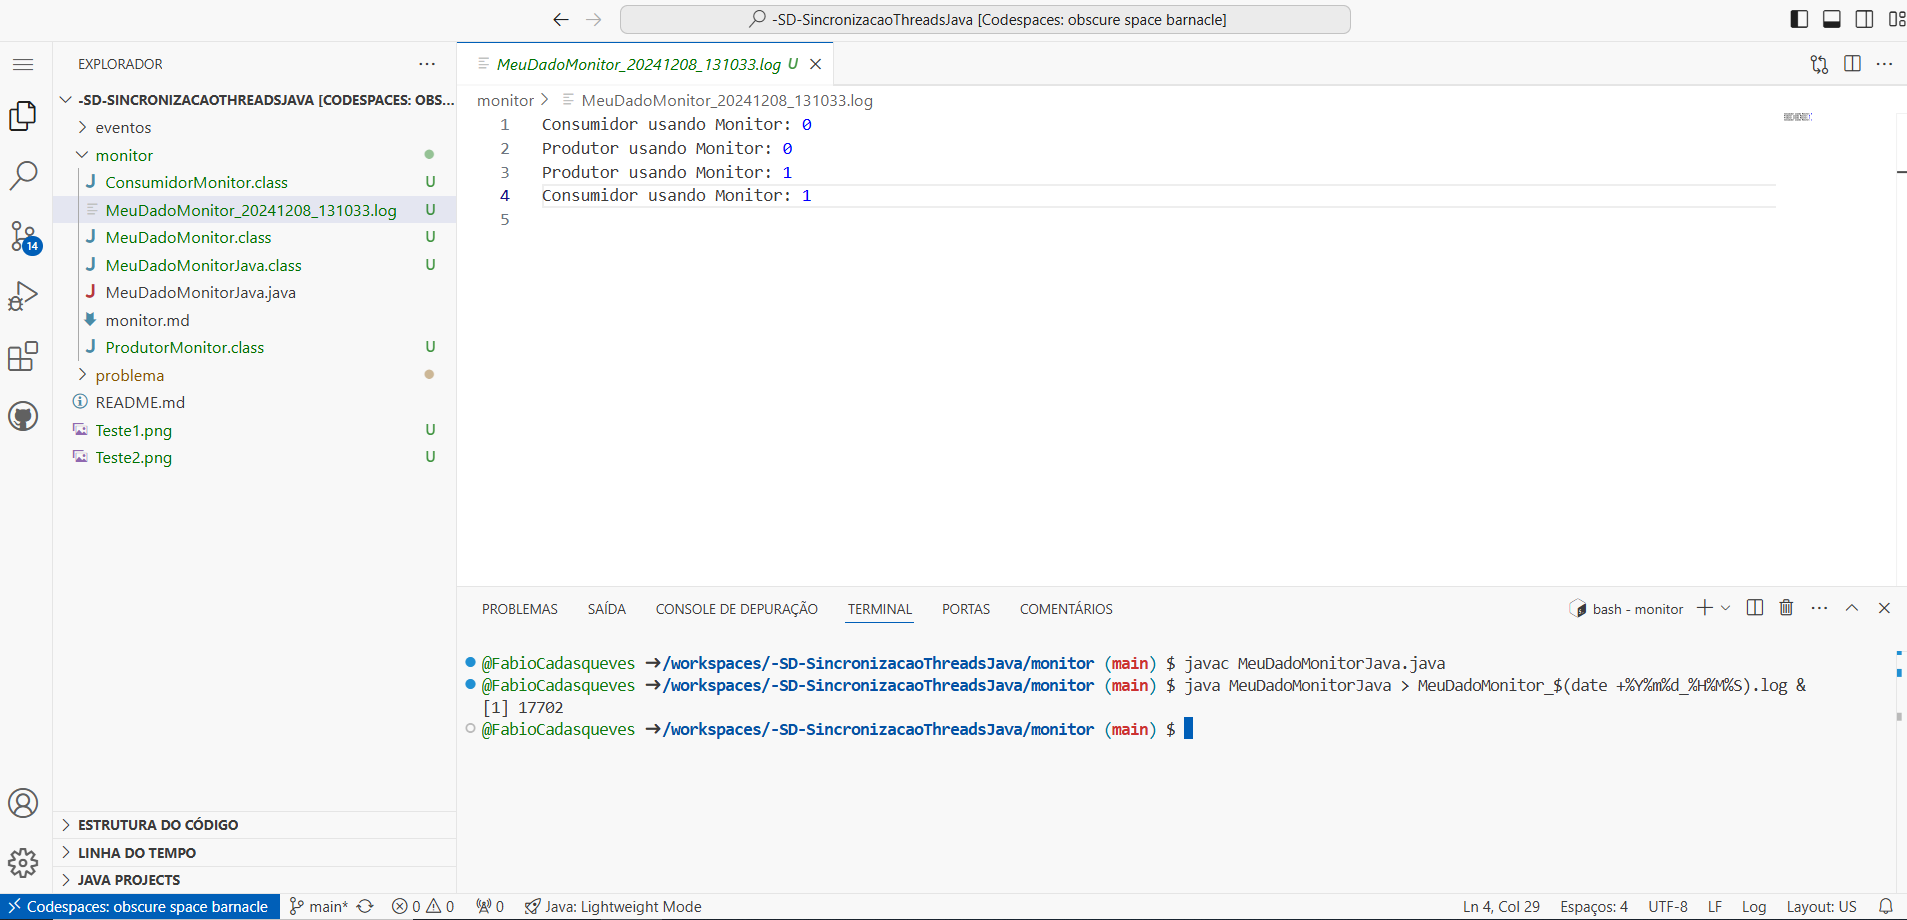 -SD-SincronizacaoThreadsJava [Codespaces: obscure space barnacle]
EXPLORADOR
-SD-SINCRONIZACAOTHREADSJAVA [CODESPACES: OBS...
eventos
monitor
ConsumidorMonitor.class U
MeuDadoMonitor_20241208_131033.log U
MeuDadoMonitor.class U
MeuDadoMonitorJava.class U
MeuDadoMonitorJava.java
monitor.md
ProdutorMonitor.class U
problema
README.md
Teste1.png U
Teste2.png U
14
ESTRUTURA DO CÓDIGO
LINHA DO TEMPO
JAVA PROJECTS
MeuDadoMonitor_20241208_131033.log U
monitor > MeuDadoMonitor_20241208_131033.log
1 Consumidor usando Monitor: 0
2 Produtor usando Monitor: 0
3 Produtor usando Monitor: 1
4 Consumidor usando Monitor: 1
5
PROBLEMAS SAÍDA CONSOLE DE DEPURAÇÃO TERMINAL PORTAS COMENTÁRIOS bash - monitor
@FabioCadasqueves ➜/workspaces/-SD-SincronizacaoThreadsJava/monitor (main) $ javac MeuDadoMonitorJava.java
@FabioCadasqueves ➜/workspaces/-SD-SincronizacaoThreadsJava/monitor (main) $ java MeuDadoMonitorJava > MeuDadoMonitor_$(date +%Y%m%d_%H%M%S).log &
[1] 17702
@FabioCadasqueves ➜/workspaces/-SD-SincronizacaoThreadsJava/monitor (main) $
Codespaces: obscure space barnacle main* 0 0 0 Java: Lightweight Mode Ln 4, Col 29 Espaços: 4 UTF-8 LF Log Layout: US